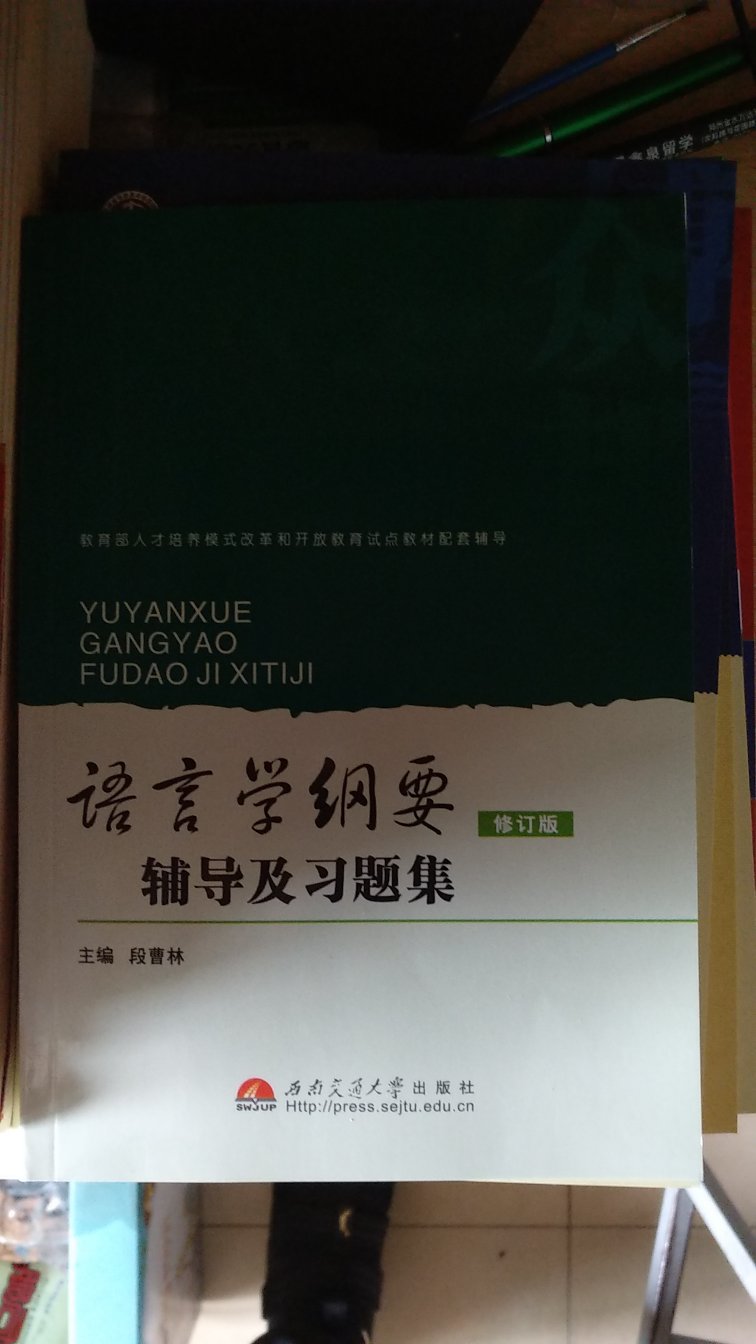 泉留学
教育部人才培养模式改革和开放教育试点教材配套辅导
YUYANXUE
GANGYAO
FUDAO JI XITIJI
语言学纲要
修订版
辅导及习题集
主编 段曹林
西南交通大学出版社
SWJUP
Http://press.sejtu.edu.cn